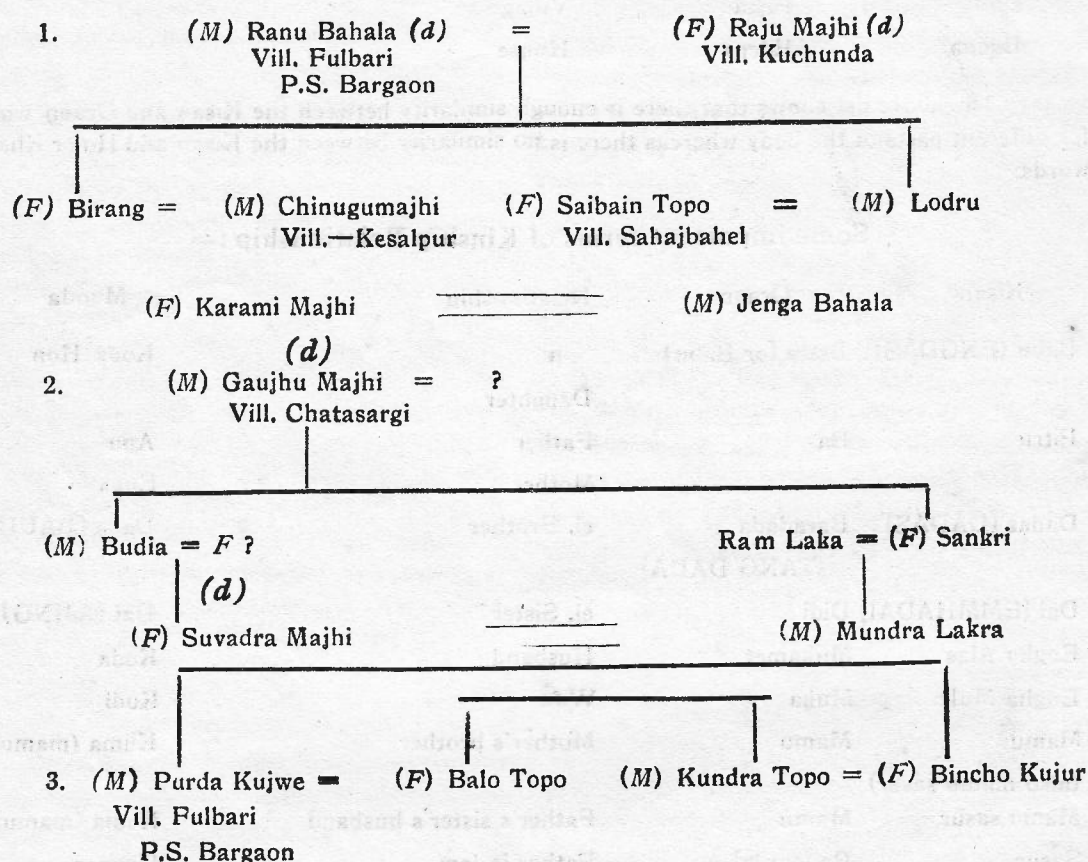 1. (M) Ranu Bahala (d) = (F) Raju Majhi (d)
Vill. Fulbari Vill. Kuchunda
P.S. Bargaon
(F) Birang = (M) Chinugumajhi (F) Saibain Topo = (M) Lodru
Vill.—Kesalpur Vill. Sahajbahel
(F) Karami Majhi (M) Jenga Bahala
(d)
2. (M) Gaujhu Majhi = ?
Vill. Chatasargi
(M) Budia = F ? Ram Laka = (F) Sankri
(d)
(F) Suvadra Majhi (M) Mundra Lakra
3. (M) Purda Kujwe = (F) Balo Topo (M) Kundra Topo = (F) Bincho Kujur
Vill. Fulbari
P.S. Bargaon